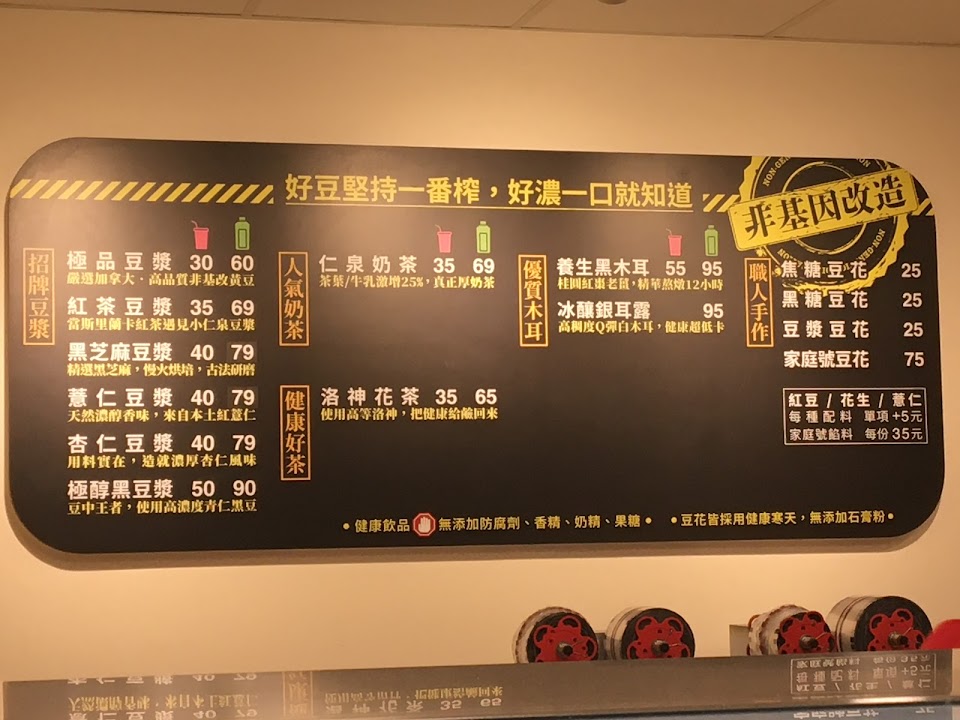 好豆堅持一番榨，好濃一口就知道
非基因改造
NON-GEN
NON-GEN
招牌豆漿
極品豆漿 30 60
嚴選加拿大．高品質非基改黃豆
紅茶豆漿 35 69
當斯里蘭卡紅茶遇見小仁泉豆漿
黑芝麻豆漿 40 79
精選黑芝麻，慢火烘培，古法研磨
薏仁豆漿 40 79
天然濃醇香味，來自本土紅薏仁
杏仁豆漿 40 79
用料實在，造就濃厚杏仁風味
極醇黑豆漿 50 90
豆中王者，使用高濃度青仁黑豆
人氣奶茶
仁泉奶茶 35 69
茶葉/牛乳激增25%，真正厚奶茶
健康好茶
洛神花茶 35 65
使用高等洛神，把健康給鹼回來
優質木耳
養生黑木耳 55 95
桂圓紅棗老鼠，精華熬燉12小時
冰釀銀耳露 95
高稠度Q彈白木耳，健康超低卡
職人手作
焦糖豆花 25
黑糖豆花 25
豆漿豆花 25
家庭號豆花 75
紅豆 / 花生 / 薏仁
每種配料 單項+5元
家庭號餡料 每份35元
• 健康飲品 無添加防腐劑、香精、奶精、果糖 •
• 豆花皆採用健康寒天，無添加石膏粉 •